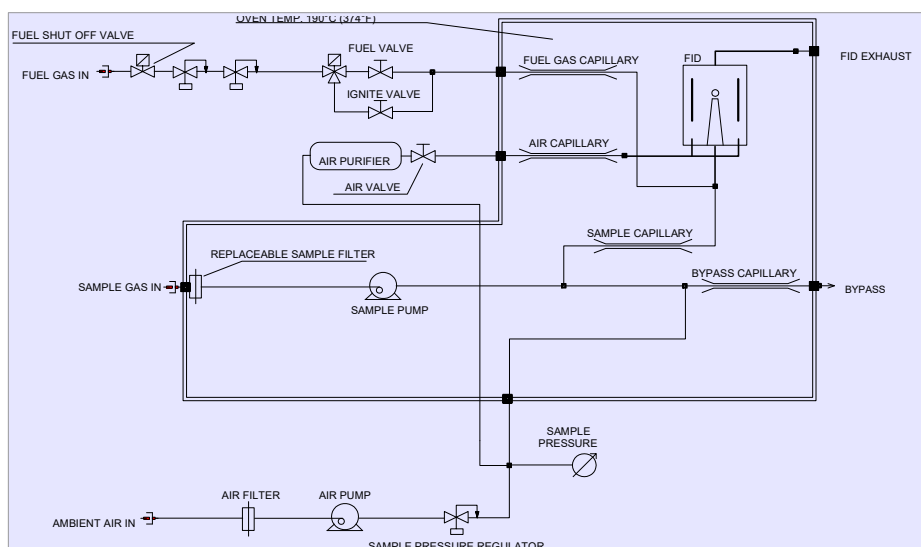 OVEN TEMP. 190°C (374°F)
FUEL SHUT OFF VALVE
FUEL VALVE
FUEL GAS IN
FUEL GAS CAPILLARY
FID
FID EXHAUST
IGNITE VALVE
AIR PURIFIER
AIR CAPILLARY
AIR VALVE
SAMPLE CAPILLARY
REPLACEABLE SAMPLE FILTER
BYPASS CAPILLARY
SAMPLE GAS IN
BYPASS
SAMPLE PUMP
SAMPLE
PRESSURE
AIR FILTER
AIR PUMP
AMBIENT AIR IN
SAMPLE PRESSURE REGULATOR